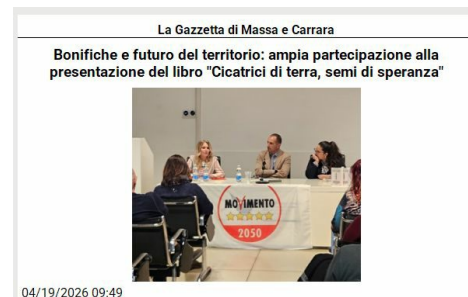 La Gazzetta di Massa e Carrara
Bonifiche e futuro del territorio: ampia partecipazione alla
presentazione del libro "Cicatrici di terra, semi di speranza"
MOVIMENTO
2050
04/19/2026 09:49